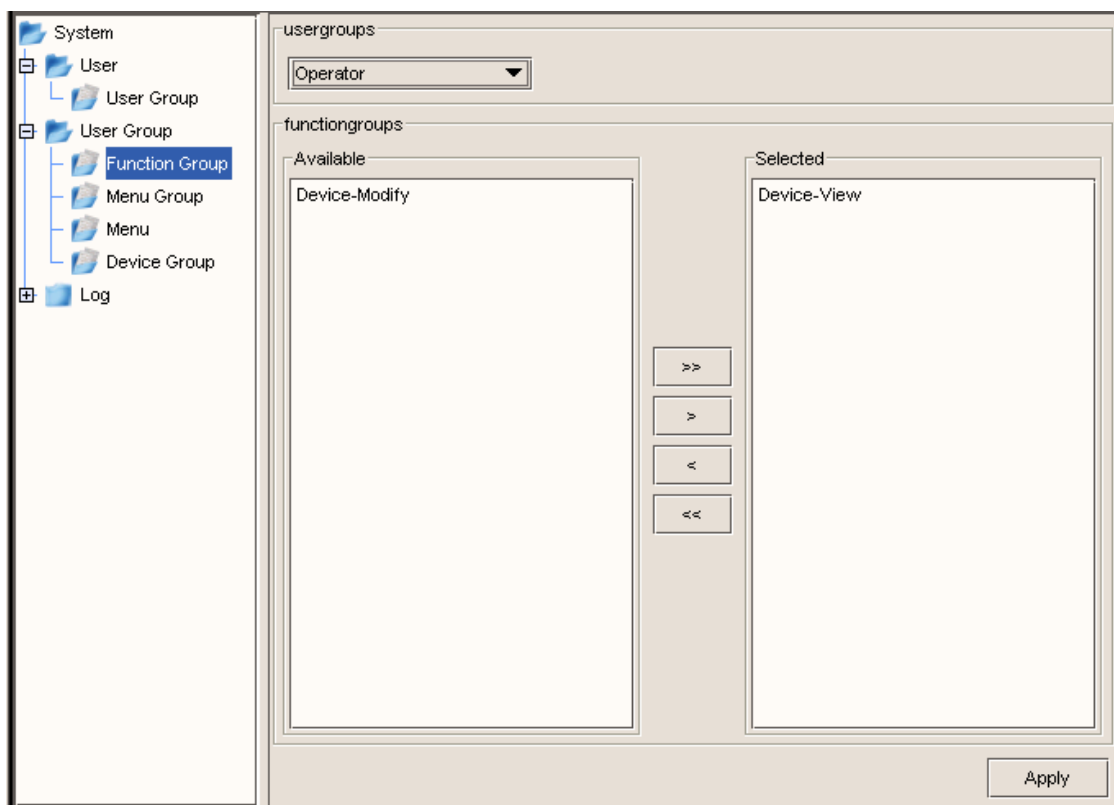 System
User
User Group
User Group
Function Group
Menu Group
Menu
Device Group
Log
usergroups
Operator
functiongroups
Available
Device-Modify
>>
>
<
<<
Selected
Device-View
Apply